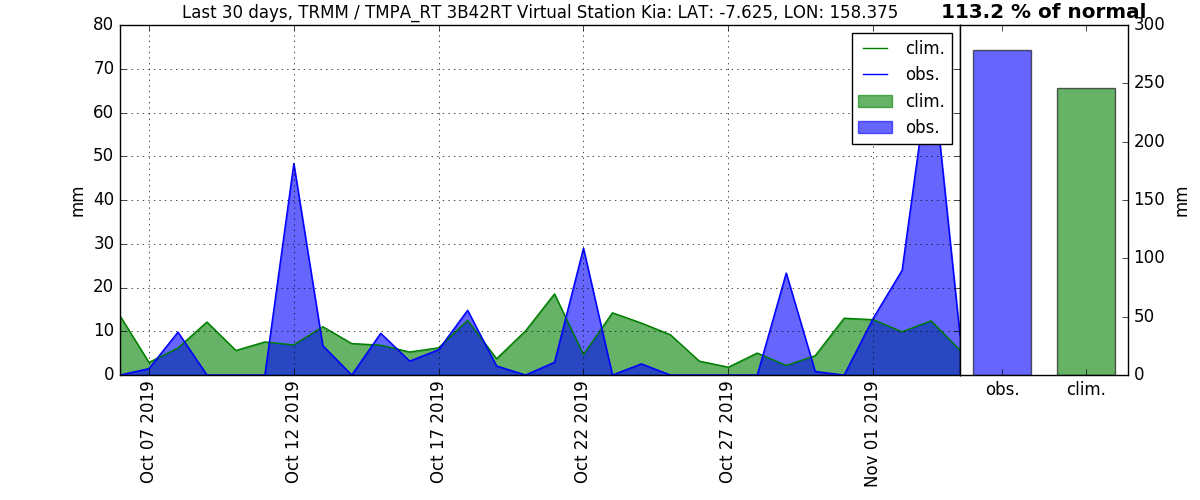 Last 30 days, TRMM / TMPA_RT 3B42RT Virtual Station Kia: LAT: -7.625, LON: 158.375
113.2 % of normal
80
70
60
50
40
30
20
10
0
mm
clim.
obs.
clim.
obs.
Oct 07 2019
Oct 12 2019
Oct 17 2019
Oct 22 2019
Oct 27 2019
Nov 01 2019
300
250
200
150
100
50
0
mm
obs.
clim.